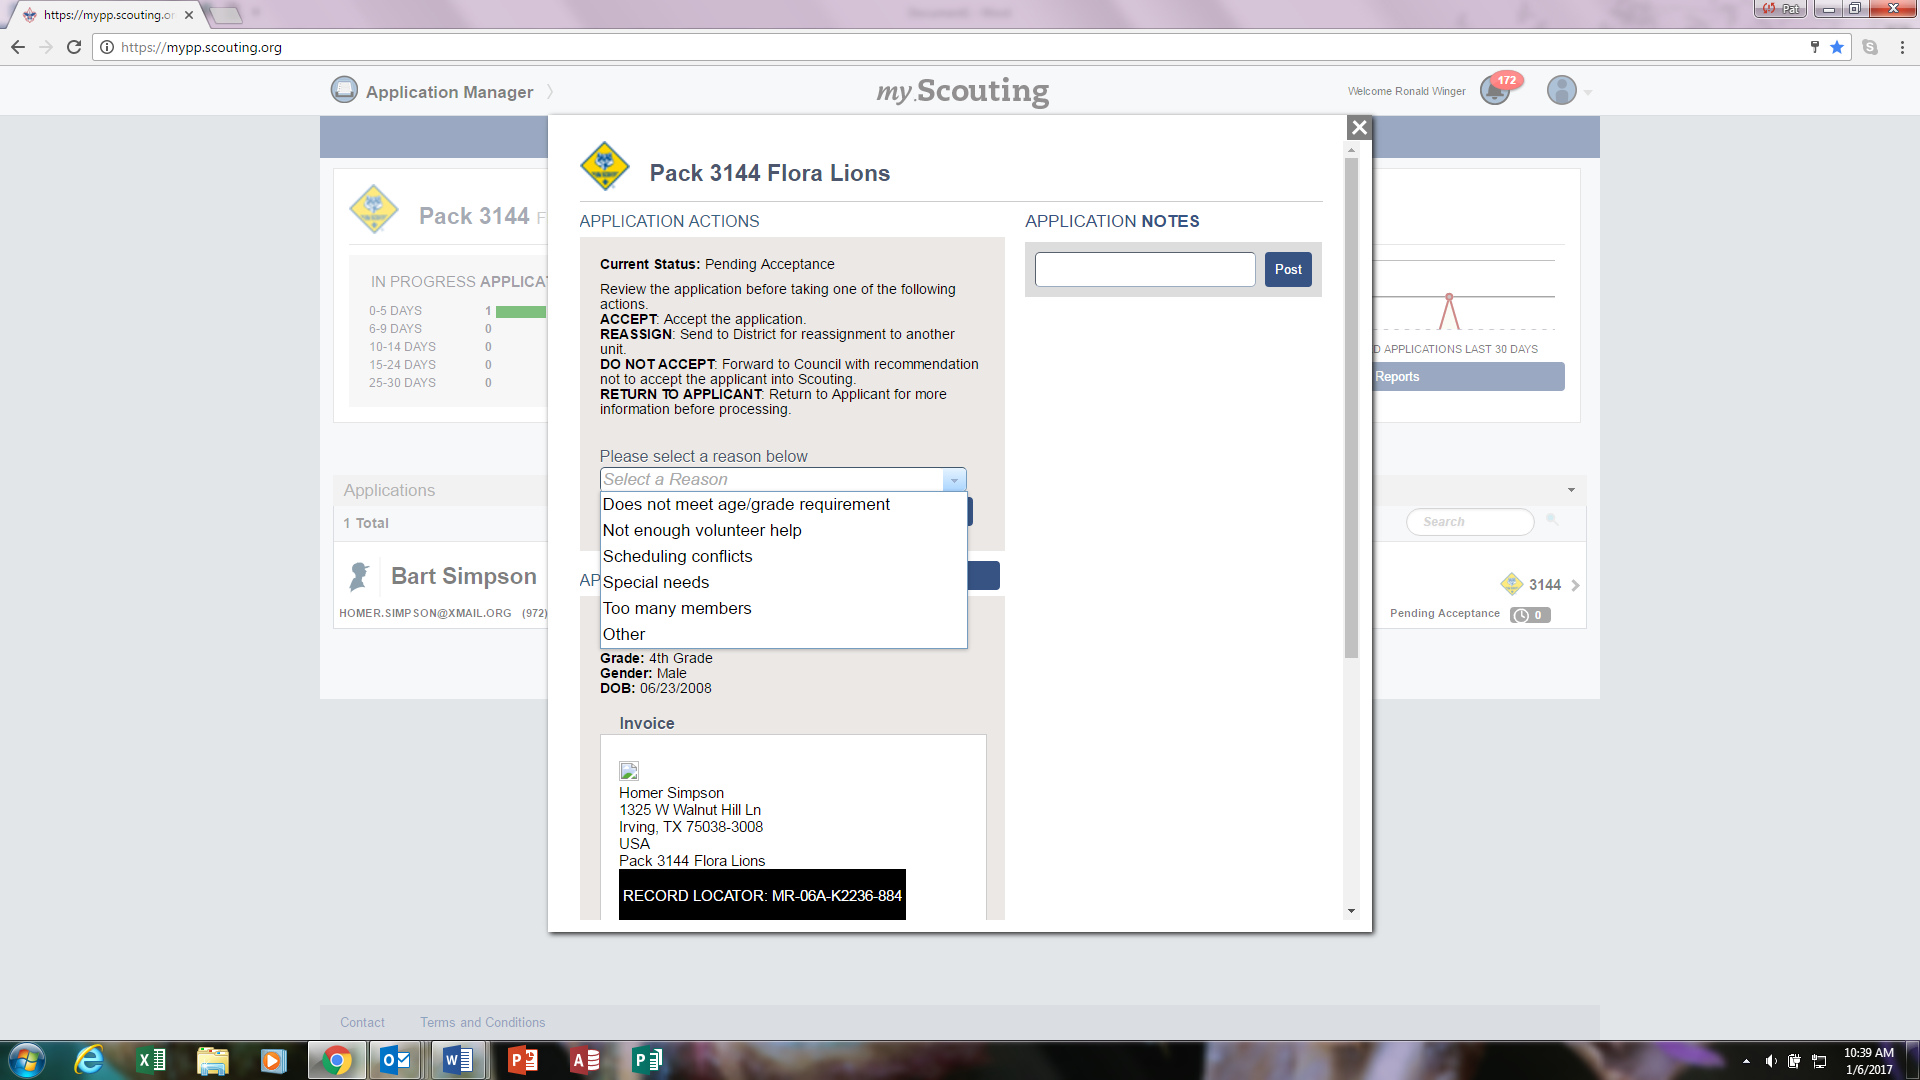 https://mypp.scouting.or
Pat
https://mypp.scouting.org
Application Manager
my.Scouting
Welcome Ronald Winger
172
Pack 3144 F
IN PROGRESS APPLICA
0-5 DAYS 1
6-9 DAYS 0
10-14 DAYS 0
15-24 DAYS 0
25-30 DAYS 0
Applications
1 Total
Bart Simpson
HOMER.SIMPSON@XMAIL.ORG (972)
Pack 3144 Flora Lions
APPLICATION ACTIONS
Current Status: Pending Acceptance
Review the application before taking one of the following
actions.
ACCEPT: Accept the application.
REASSIGN: Send to District for reassignment to another
unit.
DO NOT ACCEPT: Forward to Council with recommendation
not to accept the applicant into Scouting.
RETURN TO APPLICANT: Return to Applicant for more
information before processing.
Please select a reason below
Select a Reason
Does not meet age/grade requirement
Not enough volunteer help
Scheduling conflicts
Special needs
Too many members
Other
AP
Grade: 4th Grade
Gender: Male
DOB: 06/23/2008
Invoice
Homer Simpson
1325 W Walnut Hill Ln
Irving, TX 75038-3008
USA
Pack 3144 Flora Lions
RECORD LOCATOR: MR-06A-K2236-884
APPLICATION NOTES
Post
D APPLICATIONS LAST 30 DAYS
Reports
Search
3144
Pending Acceptance 0
Contact
Terms and Conditions
10:39 AM
1/6/2017